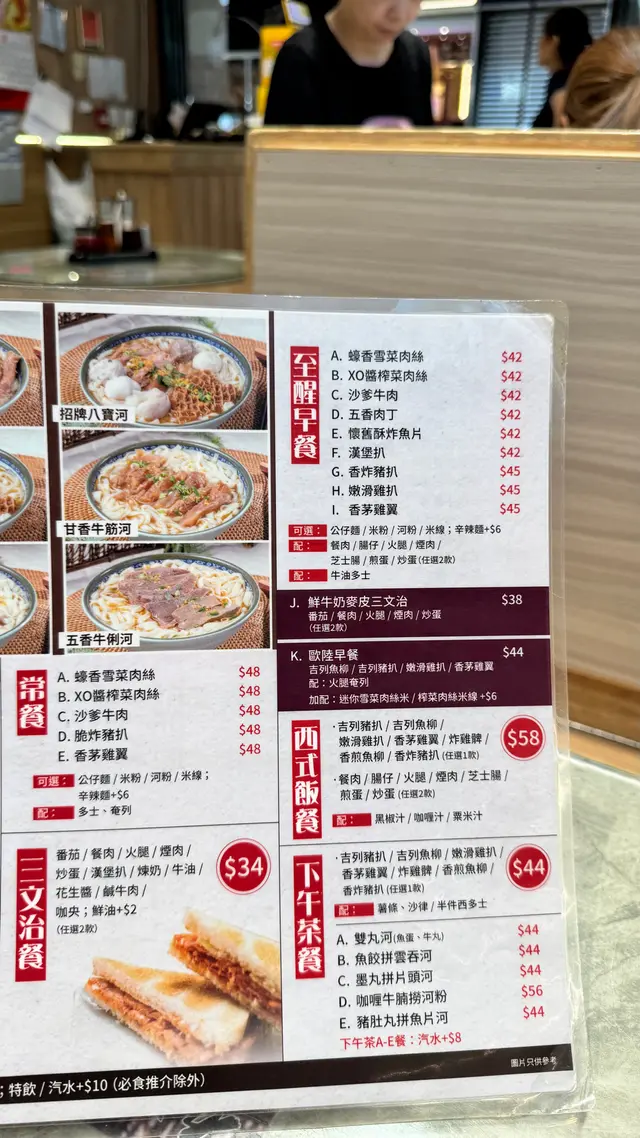 招牌八寶河
甘香牛筋河
五香牛脷河
常餐
A. 蠔香雪菜肉絲 $48
B. XO醬榨菜肉絲 $48
C. 沙爹牛肉 $48
D. 脆炸豬扒 $48
E. 香茅雞翼 $48
可選： 公仔麵 / 米粉 / 河粉 / 米線；
辛辣麵+$6
配： 多士、奄列
三文治餐
番茄 / 餐肉 / 火腿 / 煙肉 /
炒蛋 / 漢堡扒 / 煉奶 / 牛油 /
花生醬 / 鹹牛肉 /
咖央；鮮油+$2
(任選2款)
$34
至醒早餐
A. 蠔香雪菜肉絲 $42
B. XO醬榨菜肉絲 $42
C. 沙爹牛肉 $42
D. 五香肉丁 $42
E. 懷舊酥炸魚片 $42
F. 漢堡扒 $42
G. 香炸豬扒 $45
H. 嫩滑雞扒 $45
I. 香茅雞翼 $45
可選： 公仔麵 / 米粉 / 河粉 / 米線；辛辣麵+$6
配： 餐肉 / 腸仔 / 火腿 / 煙肉 /
芝士腸 / 煎蛋 / 炒蛋 (任選2款)
配： 牛油多士
J. 鮮牛奶麥皮三文治 $38
番茄 / 餐肉 / 火腿 / 煙肉 / 炒蛋
(任選2款)
K. 歐陸早餐 $44
吉列魚柳 / 吉列豬扒 / 嫩滑雞扒 / 香茅雞翼
配：火腿奄列
加配：迷你雪菜肉絲米 / 榨菜肉絲米線 +$6
西式飯餐
·吉列豬扒 / 吉列魚柳 /
嫩滑雞扒 / 香茅雞翼 / 炸雞髀 /
香煎魚柳 / 香炸豬扒 (任選1款)
$58
·餐肉 / 腸仔 / 火腿 / 煙肉 / 芝士腸 /
煎蛋 / 炒蛋 (任選2款)
配： 黑椒汁 / 咖喱汁 / 粟米汁
下午茶餐
·吉列豬扒 / 吉列魚柳 / 嫩滑雞扒 /
香茅雞翼 / 炸雞髀 / 香煎魚柳 /
香炸豬扒 (任選1款)
$44
配： 薯條、沙律 / 半件西多士
A. 雙丸河(魚蛋、牛丸) $44
B. 魚餃拼雲吞河 $44
C. 墨丸拼片頭河 $44
D. 咖喱牛腩撈河粉 $56
E. 豬肚丸拼魚片河 $44
下午茶A-E餐：汽水+$8
圖片只供參考
；特飲 / 汽水+$10 (必食推介除外)